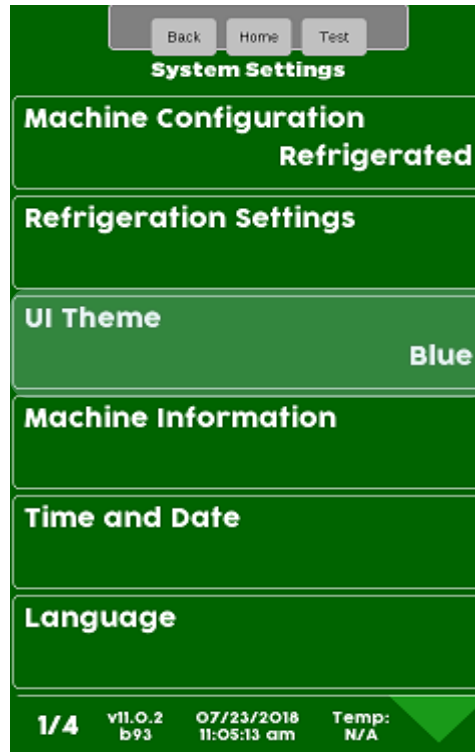 Back Home Test
System Settings
Machine Configuration
Refrigerated
Refrigeration Settings
UI Theme
Blue
Machine Information
Time and Date
Language
1/4 v11.0.2 07/23/2018 Temp:
b93 11:05:13 am N/A